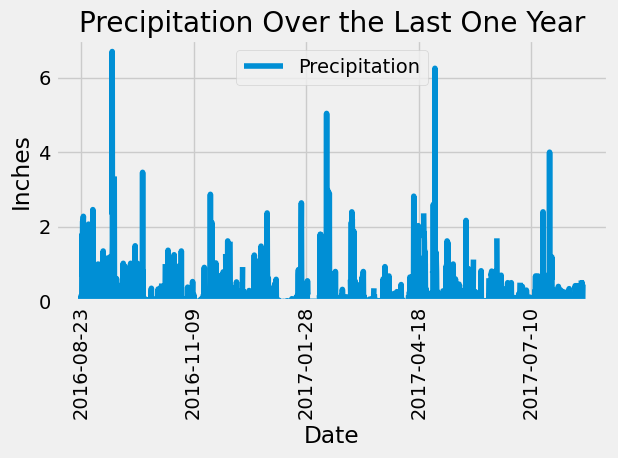 Precipitation Over the Last One Year
Precipitation
Inches
6
4
2
0
2016-08-23
2016-11-09
2017-01-28
2017-04-18
2017-07-10
Date